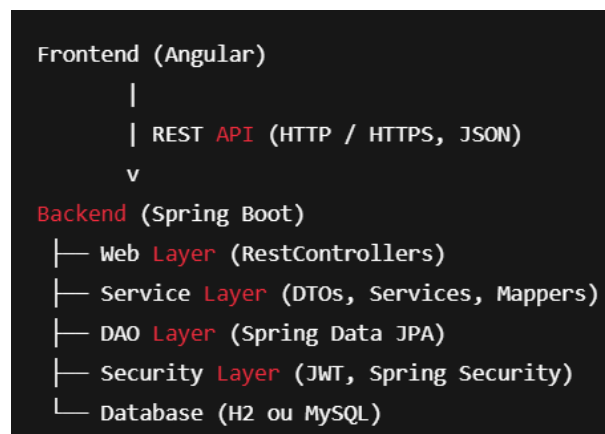 Frontend (Angular)
|
| REST API (HTTP / HTTPS, JSON)
v
Backend (Spring Boot)
├── Web Layer (RestControllers)
├── Service Layer (DTOs, Services, Mappers)
├── DAO Layer (Spring Data JPA)
├── Security Layer (JWT, Spring Security)
└── Database (H2 ou MySQL)